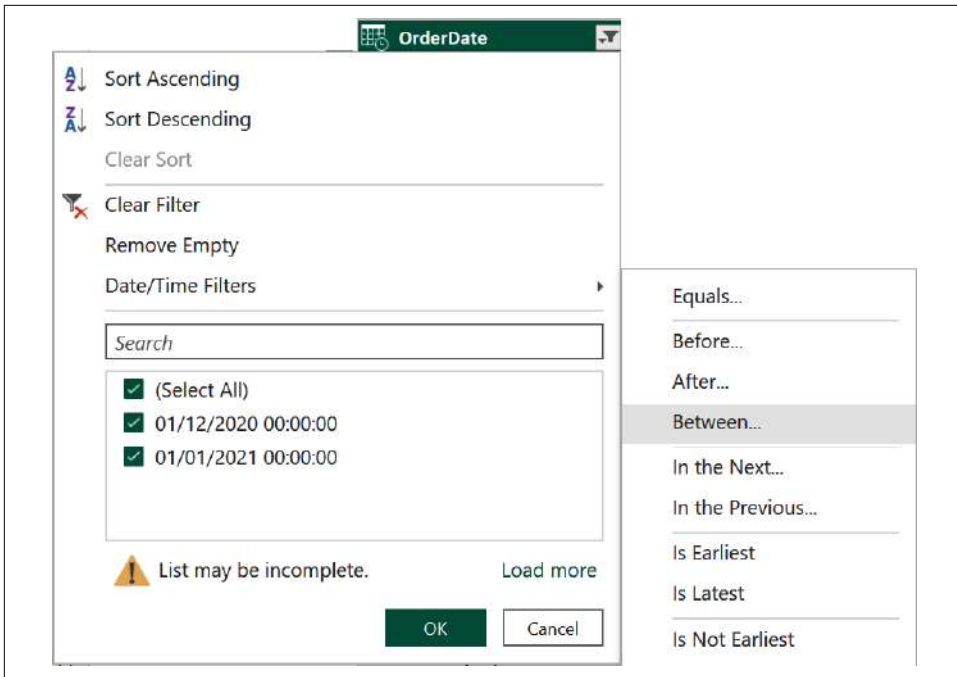 OrderDate
Sort Ascending
Sort Descending
Clear Sort
Clear Filter
Remove Empty
Date/Time Filters
Search
(Select All)
01/12/2020 00:00:00
01/01/2021 00:00:00
List may be incomplete.
Load more
OK
Cancel
Equals...
Before...
After...
Between...
In the Next...
In the Previous...
Is Earliest
Is Latest
Is Not Earliest